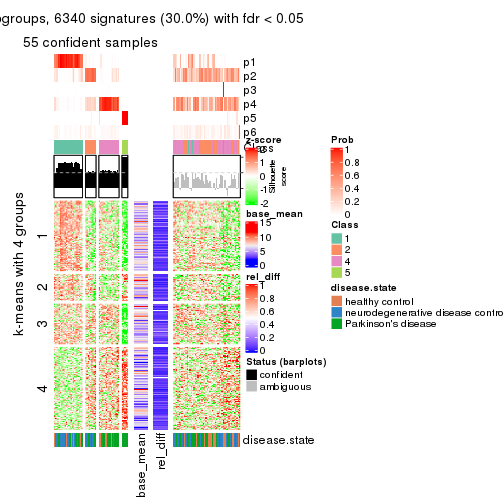 groups, 6340 signatures (30.0%) with fdr < 0.05
55 confident samples
p1
p2
p3
p4
p5
p6
Class
Silhouette
score
k-means with 4 groups
1
2
3
4
base_mean
rel_diff
disease.state
z-score
2
1
0
-1
-2
base_mean
15
10
5
0
rel_diff
1
0.8
0.6
0.4
0.2
0
Status (barplots)
confident
ambiguous
Prob
1
0.8
0.6
0.4
0.2
0
Class
1
2
4
5
disease.state
healthy control
neurodegenerative disease contro
Parkinson's disease